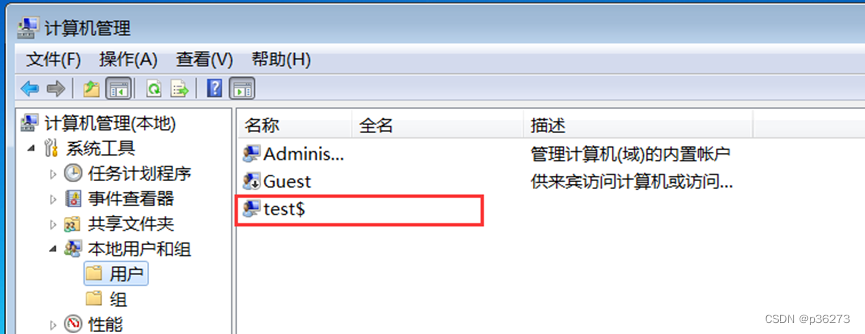 计算机管理
文件(F) 操作(A) 查看(V) 帮助(H)
计算机管理(本地)
系统工具
任务计划程序
事件查看器
共享文件夹
本地用户和组
用户
组
性能
名称 全名 描述
Adminis... 管理计算机(域)的内置帐户
Guest 供来宾访问计算机或访问...
test$
CSDN @p36273